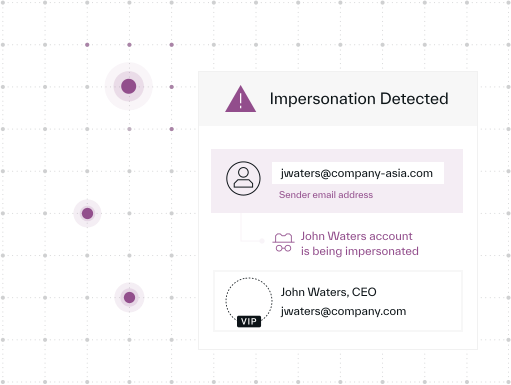 Impersonation Detected
jwaters@company-asia.com
Sender email address
John Waters account
is being impersonated
John Waters, CEO
jwaters@company.com
VIP